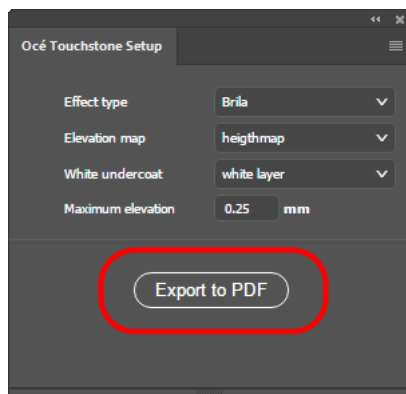 Océ Touchstone Setup
Effect type Brila
Elevation map heigthmap
White undercoat white layer
Maximum elevation 0.25 mm
Export to PDF